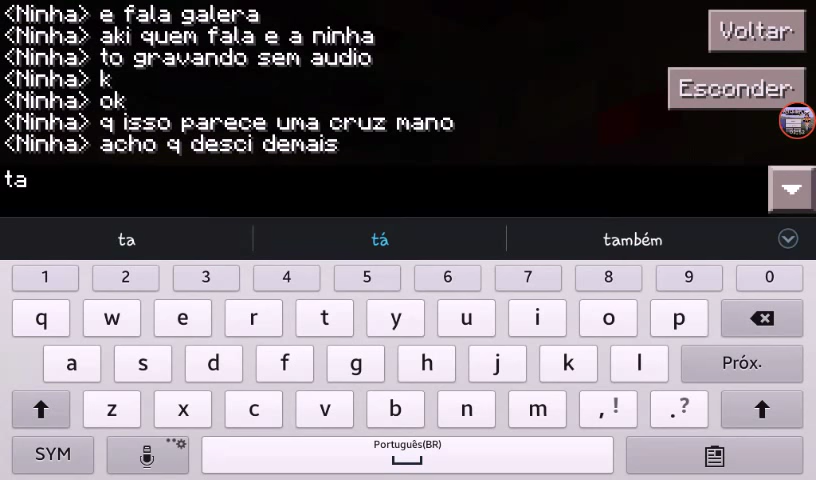 <Ninha> e fala galera
<Ninha> aki quem fala e a ninha
<Ninha> to gravando sem audio
<Ninha> k
<Ninha> ok
<Ninha> q isso parece uma cruz mano
<Ninha> acho q desci demais
Voltar
Esconder
ta
ta tá também
1 2 3 4 5 6 7 8 9 0
q w e r t y u i o p
a s d f g h j k l Próx.
z x c v b n m , ! . ?
SYM Português(BR)